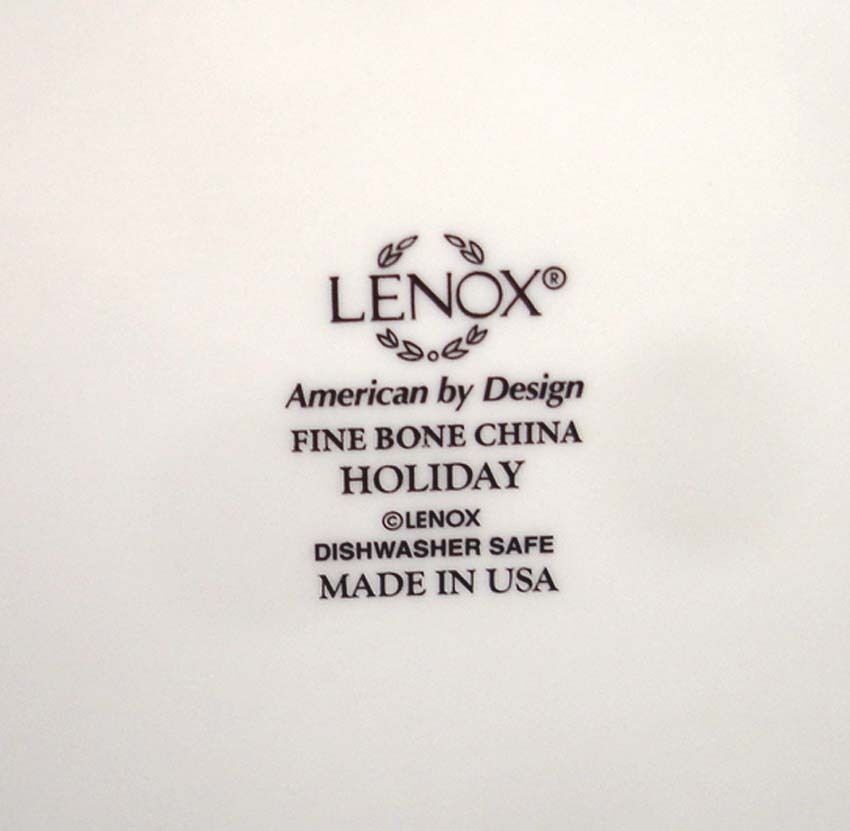 LENOX®
American by Design
FINE BONE CHINA
HOLIDAY
©LENOX
DISHWASHER SAFE
MADE IN USA